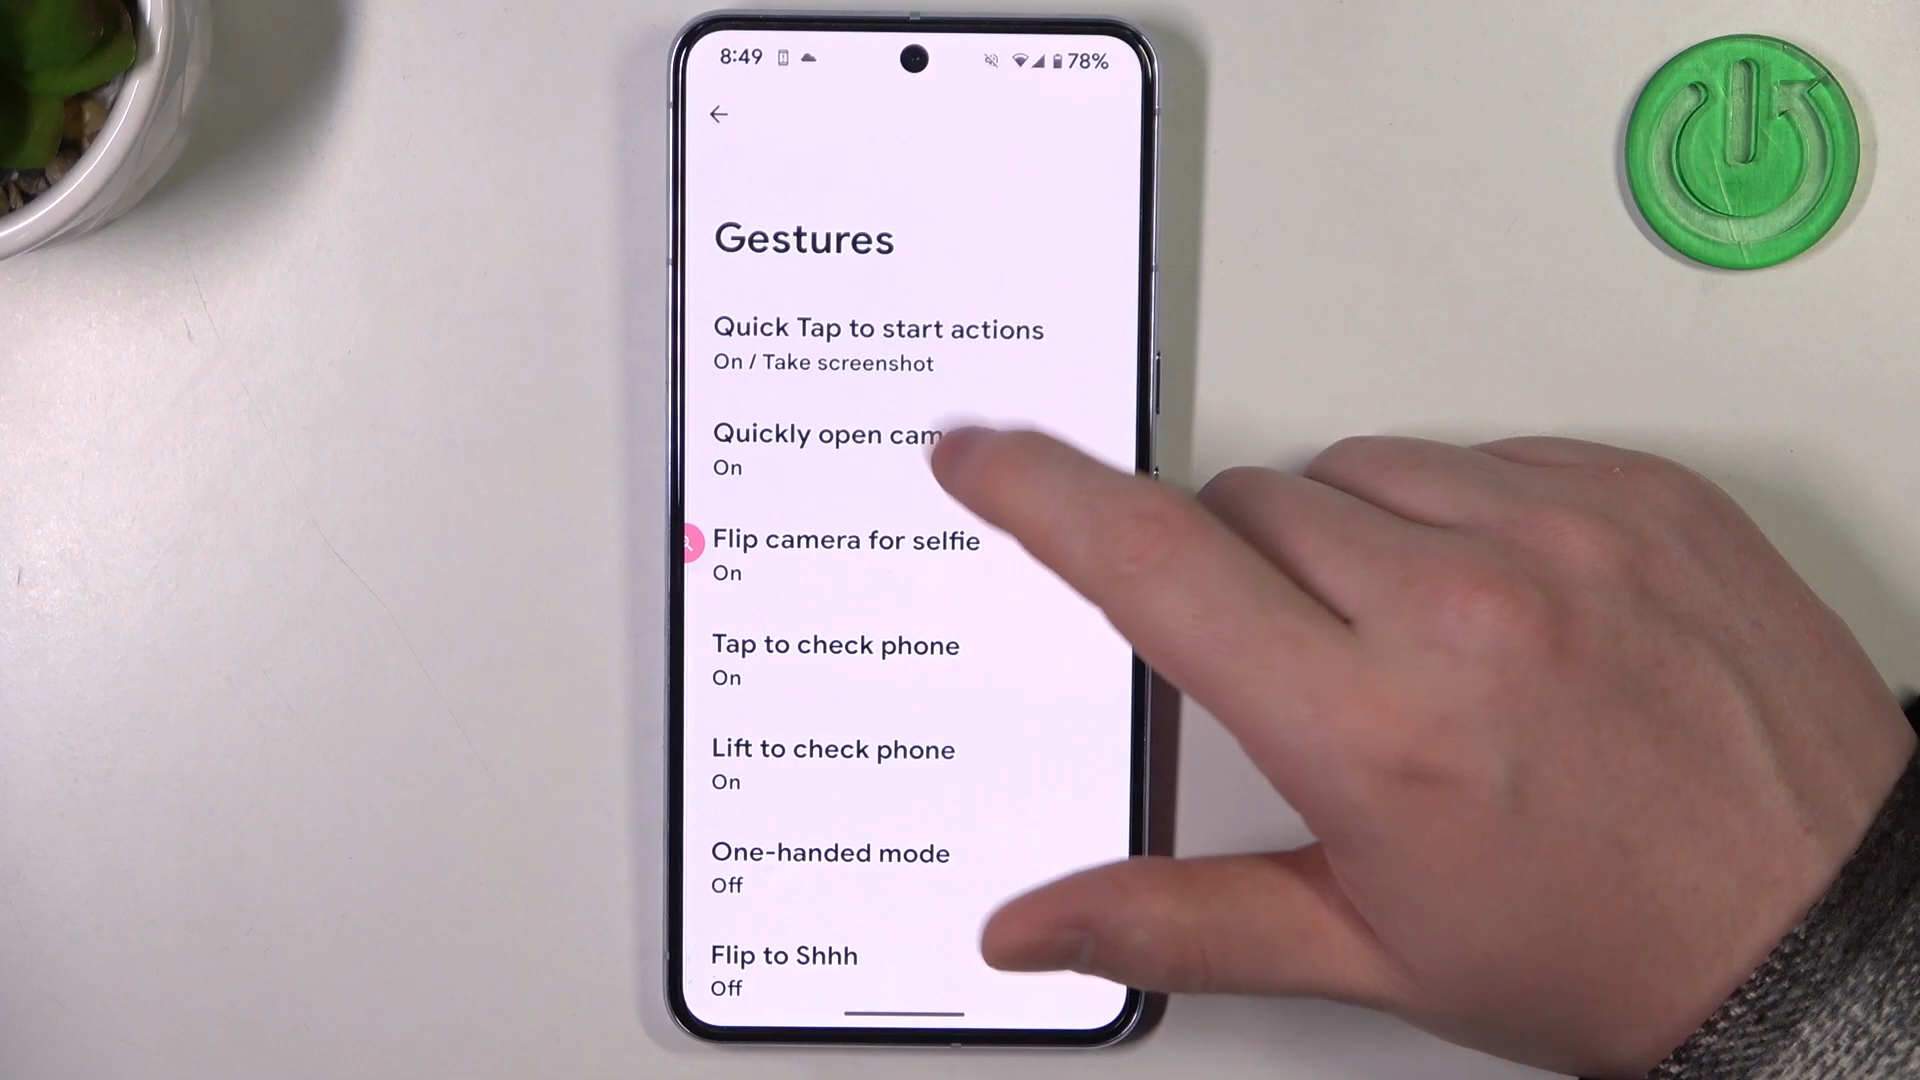 8:49 78%
Gestures
Quick Tap to start actions
On / Take screenshot
Quickly open cam
On
Flip camera for selfie
On
Tap to check phone
On
Lift to check phone
On
One-handed mode
Off
Flip to Shhh
Off